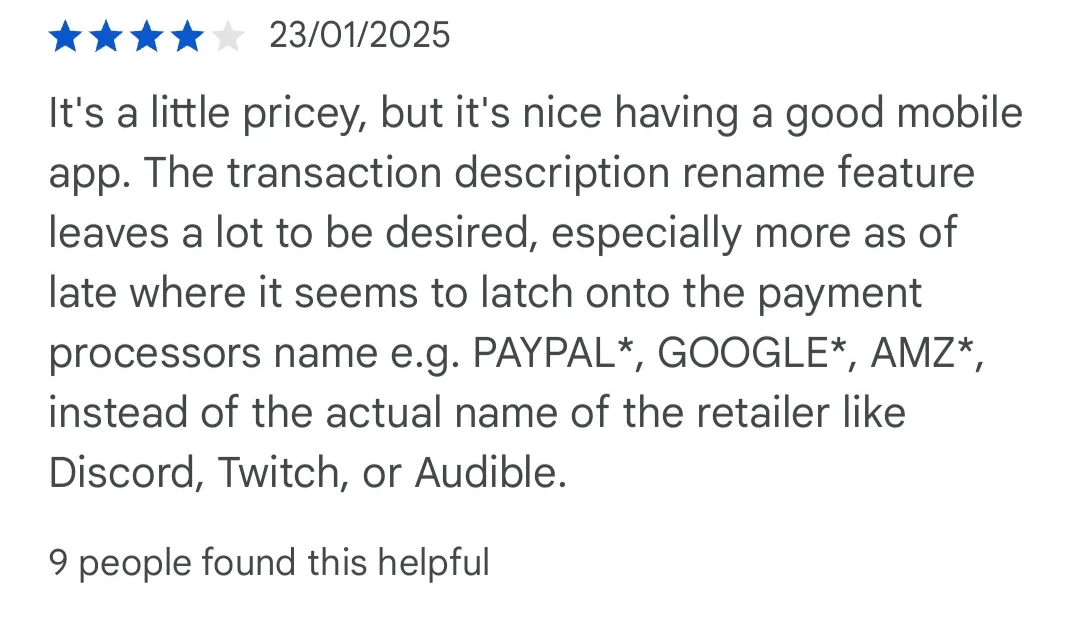 23/01/2025
It's a little pricey, but it's nice having a good mobile
app. The transaction description rename feature
leaves a lot to be desired, especially more as of
late where it seems to latch onto the payment
processors name e.g. PAYPAL*, GOOGLE*, AMZ*,
instead of the actual name of the retailer like
Discord, Twitch, or Audible.
9 people found this helpful